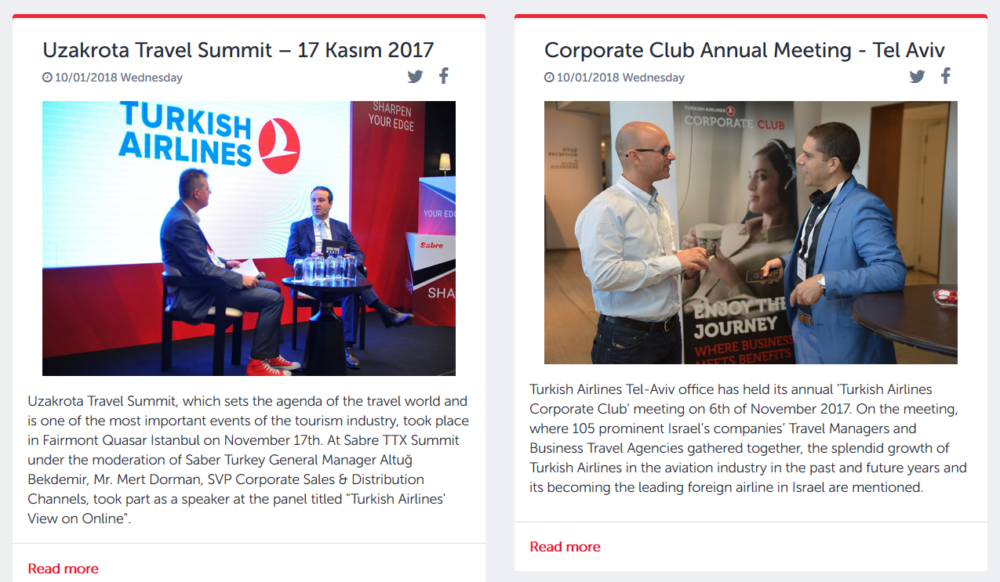 Uzakrota Travel Summit – 17 Kasım 2017
10/01/2018 Wednesday
TURKISH
AIRLINES
SHARPEN
YOUR EDGE
YOUR EDG
Sabre
SHA
Uzakrota Travel Summit, which sets the agenda of the travel world and
is one of the most important events of the tourism industry, took place
in Fairmont Quasar Istanbul on November 17th. At Sabre TTX Summit
under the moderation of Saber Turkey General Manager Altuğ
Bekdemir, Mr. Mert Dorman, SVP Corporate Sales & Distribution
Channels, took part as a speaker at the panel titled "Turkish Airlines'
View on Online".
Read more
Corporate Club Annual Meeting - Tel Aviv
10/01/2018 Wednesday
TURKISH AIRLINES
CORPORATE CLUB
RECEPTION
ENJOY THE
JOURNEY
WHERE BUSINESS
MEETS BENEFITS
Turkish Airlines Tel-Aviv office has held its annual 'Turkish Airlines
Corporate Club' meeting on 6th of November 2017. On the meeting,
where 105 prominent Israel’s companies’ Travel Managers and
Business Travel Agencies gathered together, the splendid growth of
Turkish Airlines in the aviation industry in the past and future years and
its becoming the leading foreign airline in Israel are mentioned.
Read more